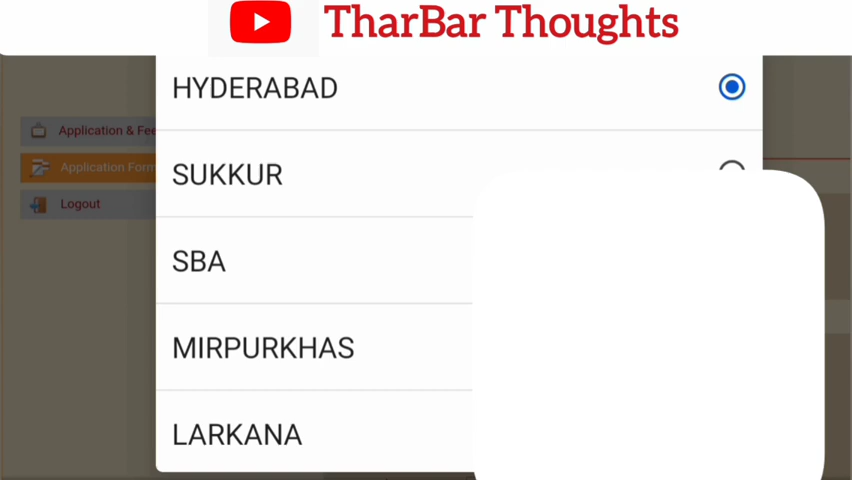 TharBar Thoughts
HYDERABAD
Application & Fee
Application Form
SUKKUR
Logout
SBA
MIRPURKHAS
LARKANA